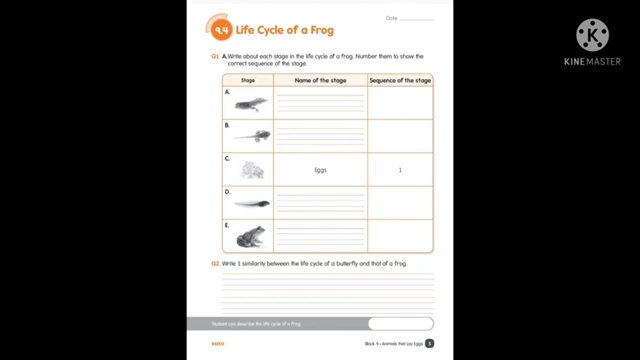 Date
9.4 Life Cycle of a Frog
Q1. A. Write about each stage in the life cycle of a frog. Number them to show the
correct sequence of the stage.
Stage Name of the stage Sequence of the stage
A.
B.
C. Eggs 1
D.
E.
Q2. Write 1 similarly between the life cycle of a butterfly and that of a frog.
Student can describe the life cycle of a frog
Block 9 - Animals that Lay Eggs
K
KINEMASTER